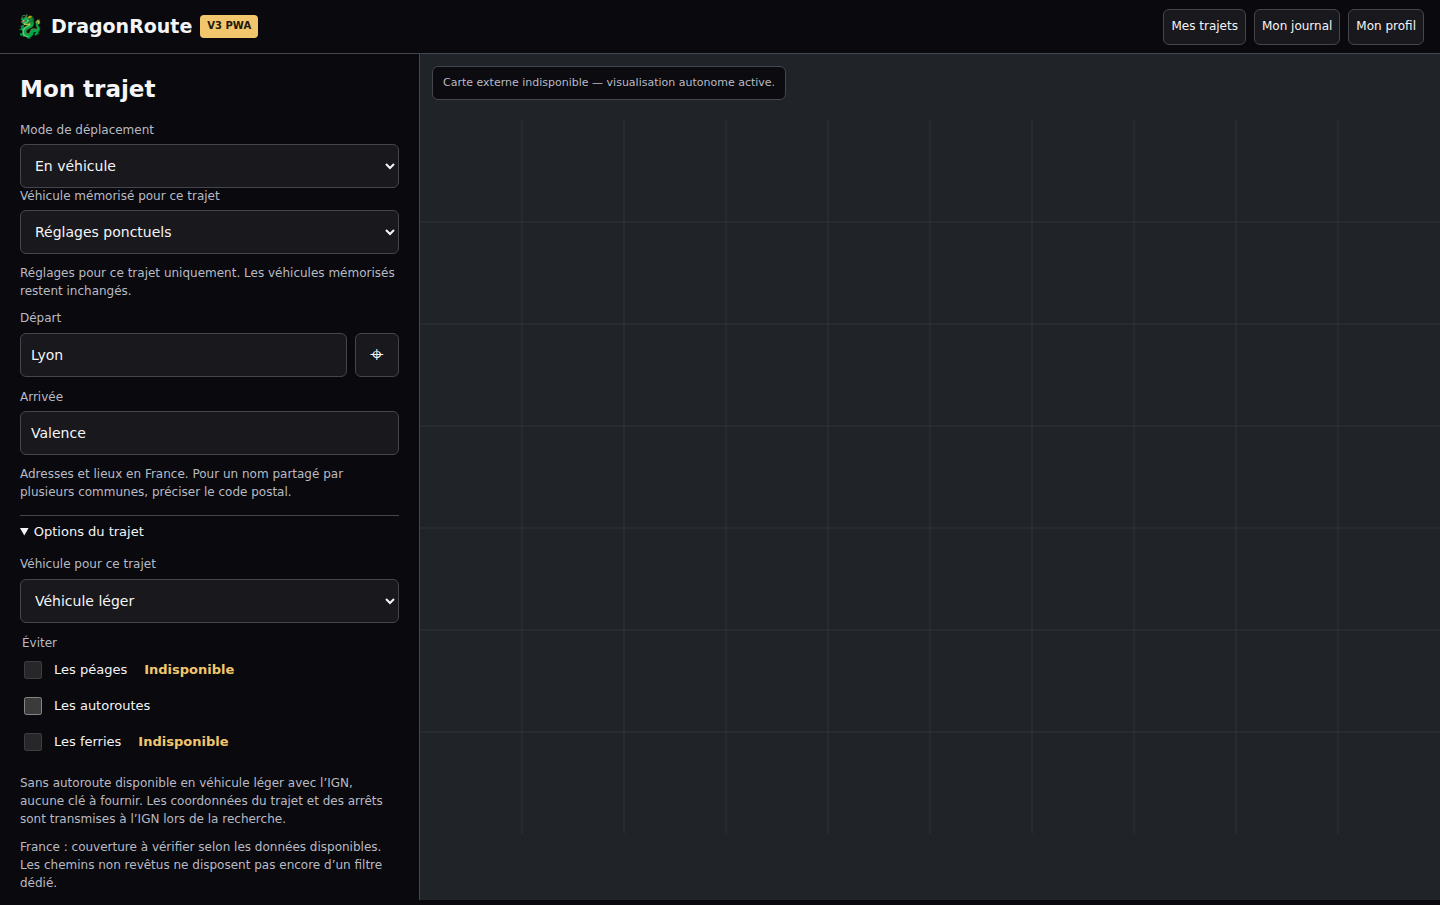 DragonRoute V3 PWA
Mes trajets Mon journal Mon profil
Mon trajet
Mode de déplacement
En véhicule
Véhicule mémorisé pour ce trajet
Réglages ponctuels
Réglages pour ce trajet uniquement. Les véhicules mémorisés
restent inchangés.
Départ
Lyon
Arrivée
Valence
Adresses et lieux en France. Pour un nom partagé par
plusieurs communes, préciser le code postal.
Options du trajet
Véhicule pour ce trajet
Véhicule léger
Éviter
Les péages Indisponible
Les autoroutes
Les ferries Indisponible
Sans autoroute disponible en véhicule léger avec l’IGN,
aucune clé à fournir. Les coordonnées du trajet et des arrêts
sont transmises à l’IGN lors de la recherche.
France : couverture à vérifier selon les données disponibles.
Les chemins non revêtus ne disposent pas encore d’un filtre
dédié.
Carte externe indisponible — visualisation autonome active.